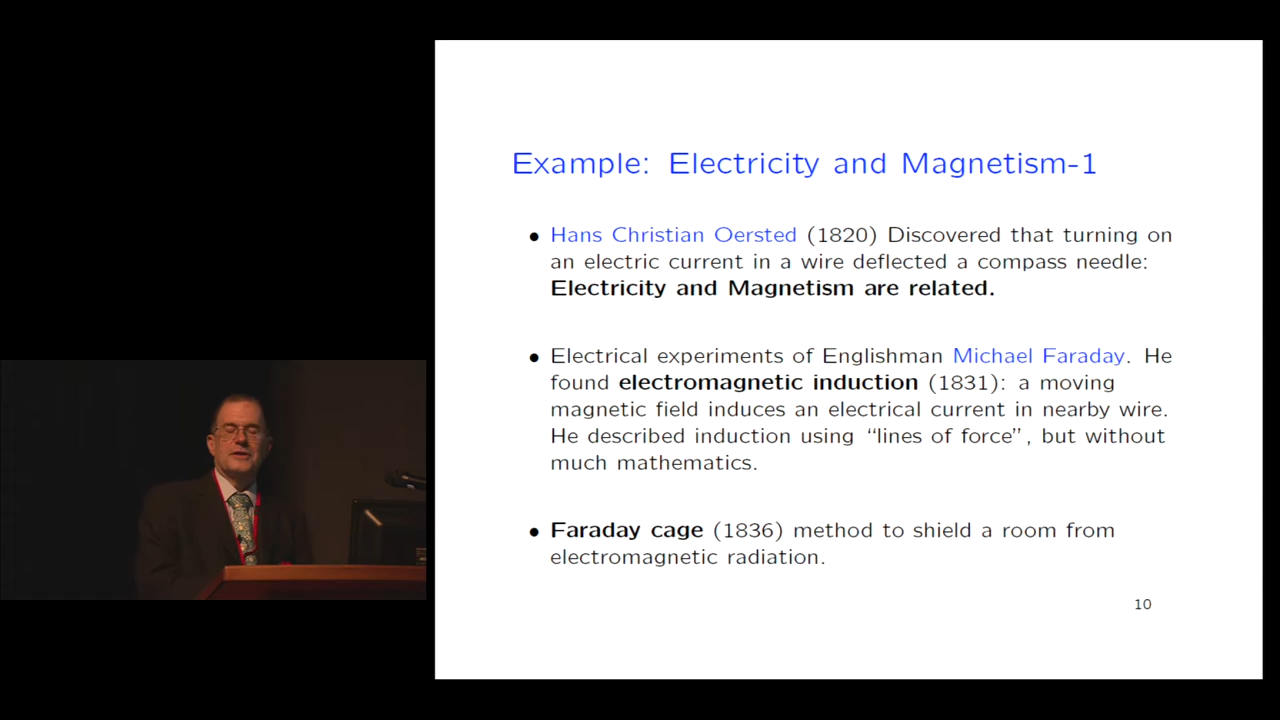 Example: Electricity and Magnetism-1
• Hans Christian Oersted (1820) Discovered that turning on
an electric current in a wire deflected a compass needle:
Electricity and Magnetism are related.
• Electrical experiments of Englishman Michael Faraday. He
found electromagnetic induction (1831): a moving
magnetic field induces an electrical current in nearby wire.
He described induction using “lines of force”, but without
much mathematics.
• Faraday cage (1836) method to shield a room from
electromagnetic radiation.
10